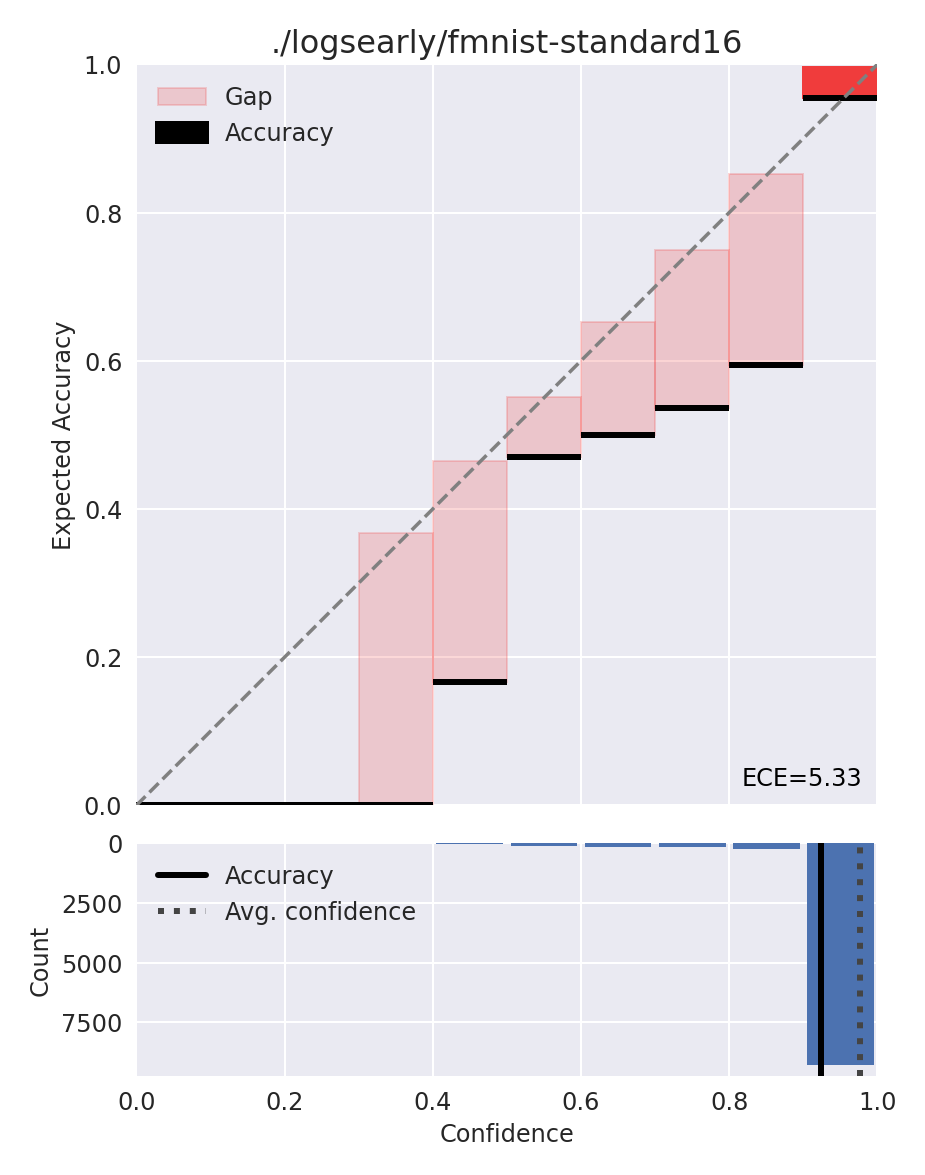 ./logsearly/fmnist-standard16
1.0
0.8
0.6
0.4
0.2
0.0
Expected Accuracy
Gap
Accuracy
ECE=5.33
0
2500
5000
7500
Count
Accuracy
Avg. confidence
0.0 0.2 0.4 0.6 0.8 1.0
Confidence